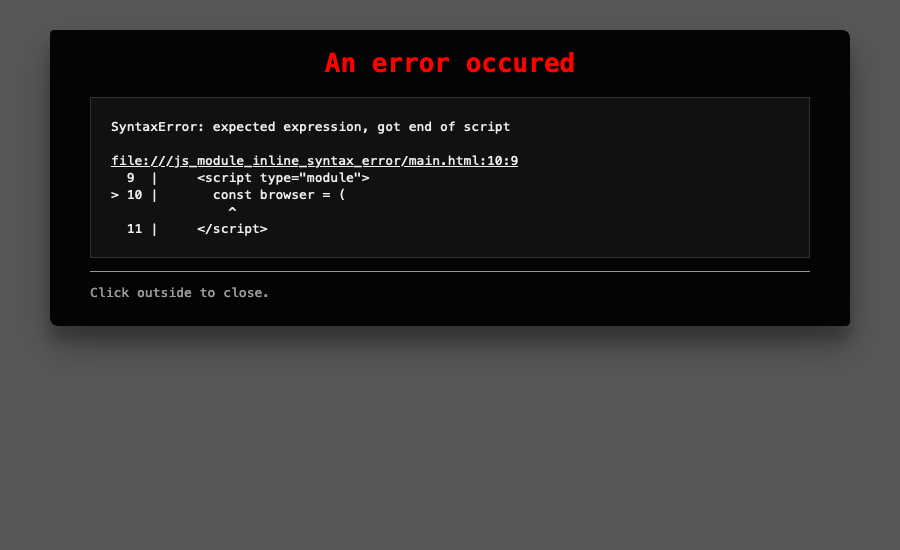 An error occured
SyntaxError: expected expression, got end of script
file:///js_module_inline_syntax_error/main.html:10:9
  9  |     <script type="module">
> 10 |       const browser = (
               ^
  11 |     </script>
Click outside to close.